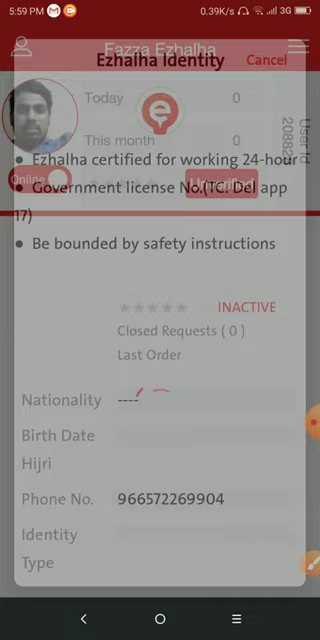 5:59 PM
0.39K/s
3G
Fazza Ezhalha
Ezhalha Identity
Cancel
Today
0
This month
0
User Id
Ezhalha certified for working 24-hour
Online
Government license No.(TC. Del app
17)
Be bounded by safety instructions
INACTIVE
Closed Requests ( 0 )
Last Order
Nationality
----
Birth Date
Hijri
Phone No.
966572269904
Identity
Type